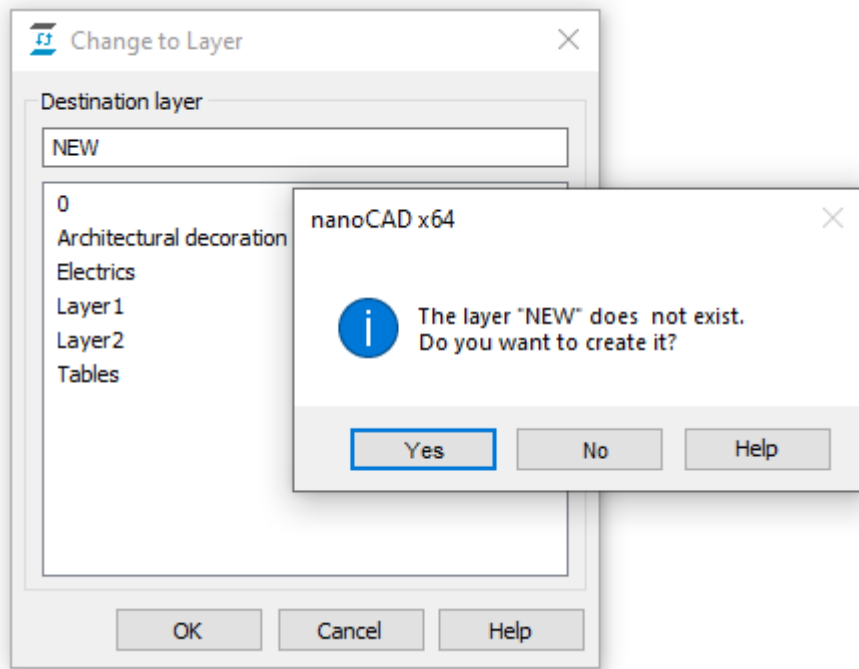 Change to Layer
Destination layer
NEW
0
Architectural decoration
Electrics
Layer1
Layer2
Tables
OK
Cancel
Help
nanoCAD x64
The layer "NEW" does  not exist.
Do you want to create it?
Yes
No
Help